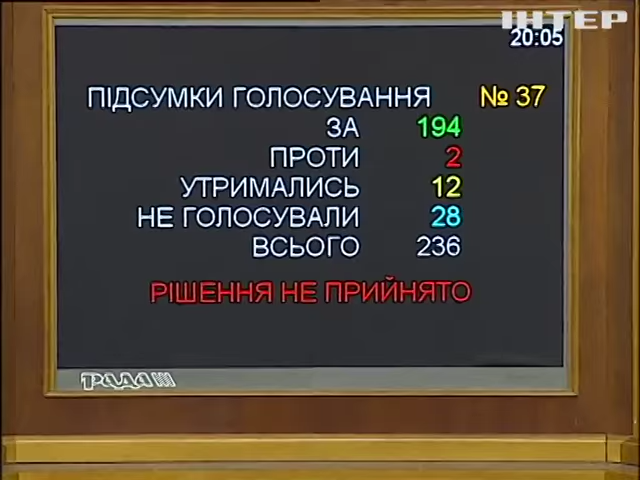 ІНТЕР
20:05
ПІДСУМКИ ГОЛОСУВАННЯ № 37
ЗА 194
ПРОТИ 2
УТРИМАЛИСЬ 12
НЕ ГОЛОСУВАЛИ 28
ВСЬОГО 236
РІШЕННЯ НЕ ПРИЙНЯТО
РАДА